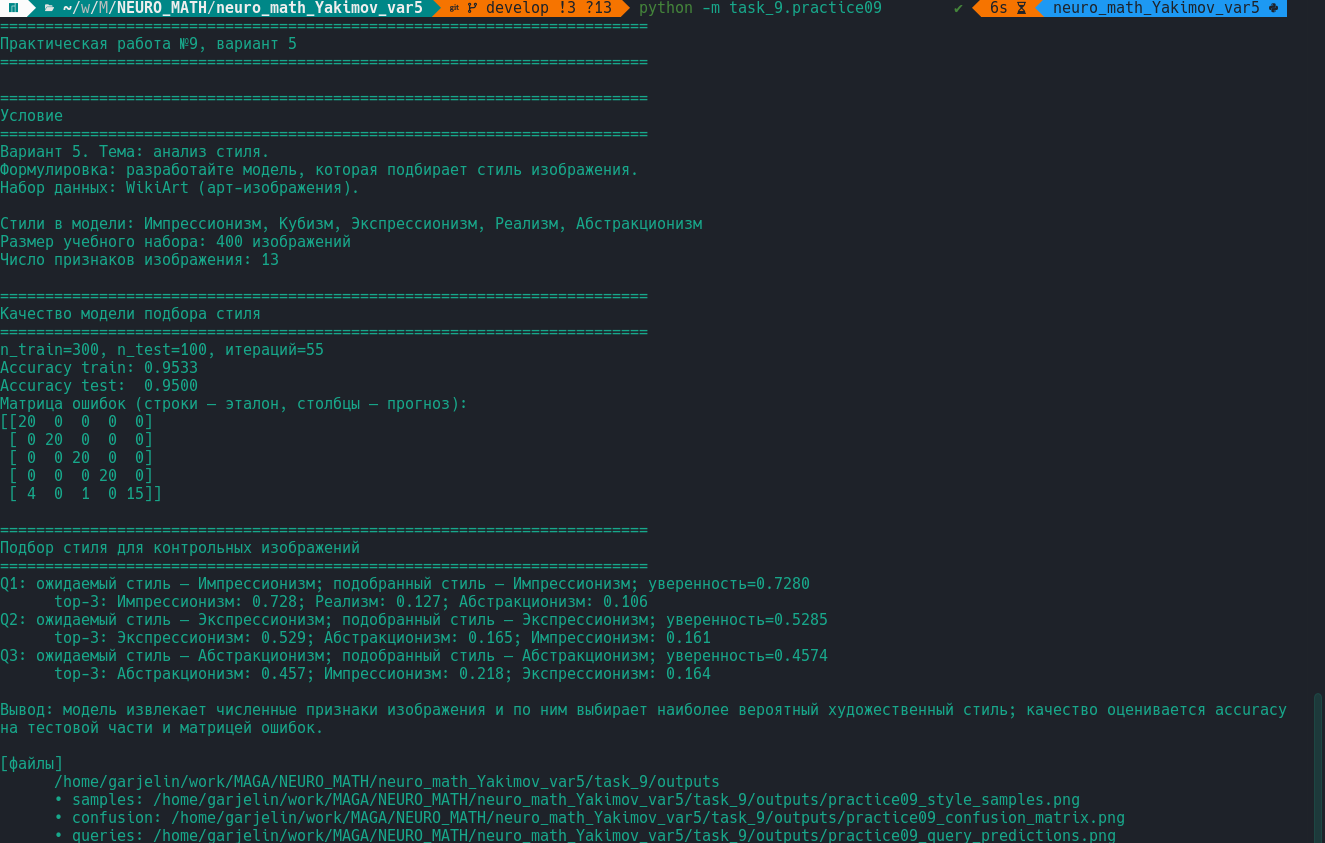 ~/w/M/NEURO_MATH/neuro_math_Yakimov_var5 git develop !3 ?13 python -m task_9.practice09 ✔ 6s neuro_math_Yakimov_var5
========================================================================
Практическая работа №9, вариант 5
========================================================================
========================================================================
Условие
========================================================================
Вариант 5. Тема: анализ стиля.
Формулировка: разработайте модель, которая подбирает стиль изображения.
Набор данных: WikiArt (арт-изображения).
Стили в модели: Импрессионизм, Кубизм, Экспрессионизм, Реализм, Абстракционизм
Размер учебного набора: 400 изображений
Число признаков изображения: 13
========================================================================
Качество модели подбора стиля
========================================================================
n_train=300, n_test=100, итераций=55
Accuracy train: 0.9533
Accuracy test:  0.9500
Матрица ошибок (строки — эталон, столбцы — прогноз):
[[20  0  0  0  0]
 [ 0 20  0  0  0]
 [ 0  0 20  0  0]
 [ 0  0  0 20  0]
 [ 4  0  1  0 15]]
========================================================================
Подбор стиля для контрольных изображений
========================================================================
Q1: ожидаемый стиль — Импрессионизм; подобранный стиль — Импрессионизм; уверенность=0.7280
      top-3: Импрессионизм: 0.728; Реализм: 0.127; Абстракционизм: 0.106
Q2: ожидаемый стиль — Экспрессионизм; подобранный стиль — Экспрессионизм; уверенность=0.5285
      top-3: Экспрессионизм: 0.529; Абстракционизм: 0.165; Импрессионизм: 0.161
Q3: ожидаемый стиль — Абстракционизм; подобранный стиль — Абстракционизм; уверенность=0.4574
      top-3: Абстракционизм: 0.457; Импрессионизм: 0.218; Экспрессионизм: 0.164
Вывод: модель извлекает численные признаки изображения и по ним выбирает наиболее вероятный художественный стиль; качество оценивается accuracy
на тестовой части и матрицей ошибок.
[файлы]
      /home/garjelin/work/MAGA/NEURO_MATH/neuro_math_Yakimov_var5/task_9/outputs
      • samples: /home/garjelin/work/MAGA/NEURO_MATH/neuro_math_Yakimov_var5/task_9/outputs/practice09_style_samples.png
      • confusion: /home/garjelin/work/MAGA/NEURO_MATH/neuro_math_Yakimov_var5/task_9/outputs/practice09_confusion_matrix.png
      • queries: /home/garjelin/work/MAGA/NEURO_MATH/neuro_math_Yakimov_var5/task_9/outputs/practice09_query_predictions.png